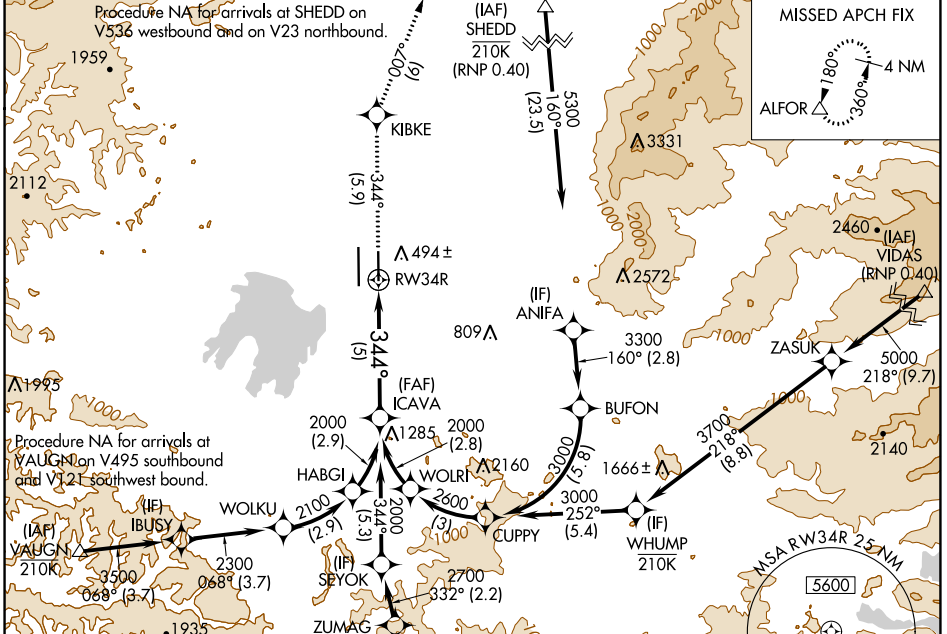 Procedure NA for arrivals at SHEDD on
V536 westbound and on V23 northbound.
(IAF)
SHEDD
210K
(RNP 0.40)
MISSED APCH FIX
180°
4 NM
360°
ALFOR
1000
2000
1959
007°
(6)
KIBKE
5300
160°
(23.5)
3331
1000
2000
2112
344°
(5.9)
494±
RW34R
2572
2460
(IAF)
VIDAS
(RNP 0.40)
(IF)
ANIFA
809
3300
160° (2.8)
1000
ZASUK
5000
218° (9.7)
344°
(5)
1995
1000
(FAF)
ICAVA
BUFON
1000
2000
(2.9)
1285
2000
(2.8)
3700
218°
(8.8)
2140
Procedure NA for arrivals at
VAUGN on V495 southbound
and V121 southwest bound.
HABGI
WOLRI
2160
3000
(5.8)
1666±
(IF)
IBUSY
WOLKU
2100
(2.9)
344°
(5.3)
2000
2600
(3)
CUPPY
3000
252°
(5.4)
(IF)
WHUMP
210K
(IAF)
VAUGN
210K
3500
068° (3.7)
2300
068° (3.7)
1000
(IF)
SEYOK
2700
332° (2.2)
ZUMAG
1935
MSA RW34R 25 NM
5600